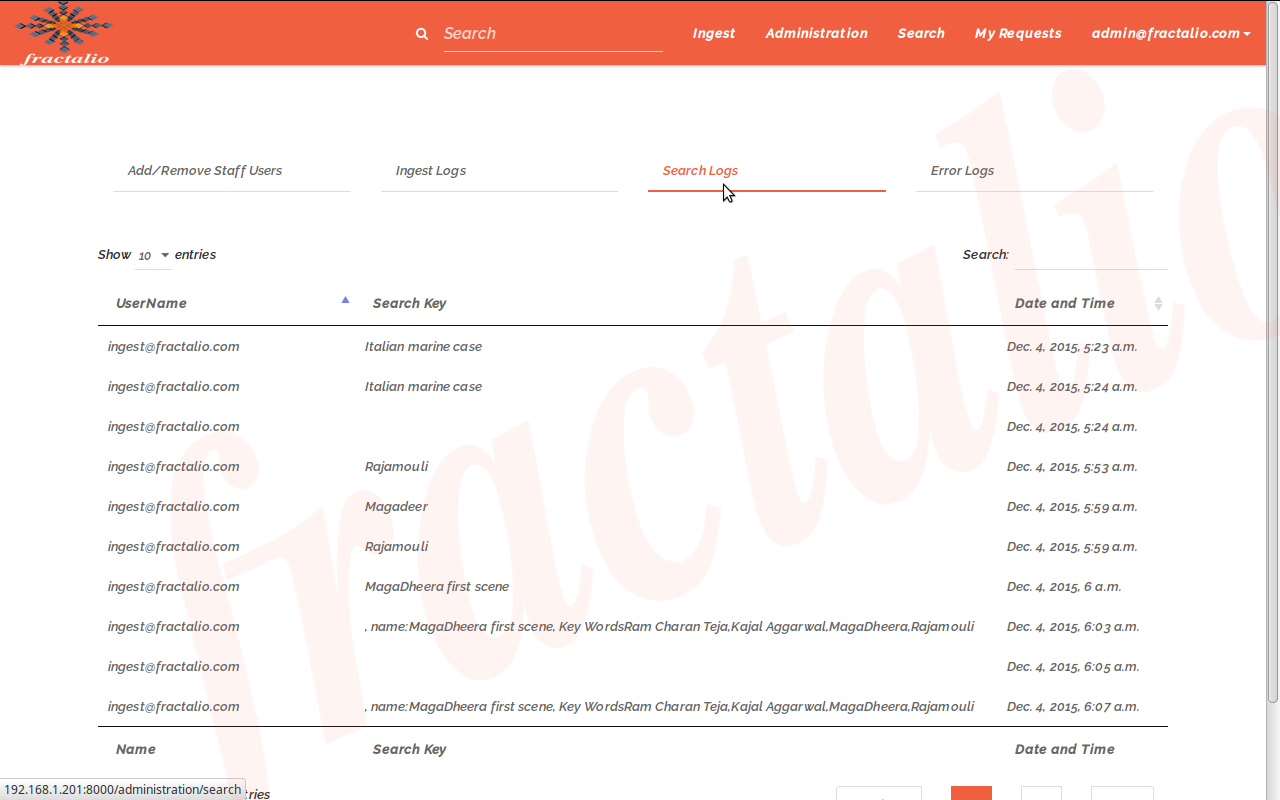 fractalio
Search Ingest Administration Search My Requests admin@fractalio.com
Add/Remove Staff Users Ingest Logs Search Logs Error Logs
Show 10 entries Search:
UserName Search Key Date and Time
ingest@fractalio.com Italian marine case Dec. 4, 2015, 5:23 a.m.
ingest@fractalio.com Italian marine case Dec. 4, 2015, 5:24 a.m.
ingest@fractalio.com Dec. 4, 2015, 5:24 a.m.
ingest@fractalio.com Rajamouli Dec. 4, 2015, 5:53 a.m.
ingest@fractalio.com Magadeer Dec. 4, 2015, 5:59 a.m.
ingest@fractalio.com Rajamouli Dec. 4, 2015, 5:59 a.m.
ingest@fractalio.com MagaDheera first scene Dec. 4, 2015, 6 a.m.
ingest@fractalio.com , name:MagaDheera first scene, Key WordsRam Charan Teja,Kajal Aggarwal,MagaDheera,Rajamouli Dec. 4, 2015, 6:03 a.m.
ingest@fractalio.com Dec. 4, 2015, 6:05 a.m.
ingest@fractalio.com , name:MagaDheera first scene, Key WordsRam Charan Teja,Kajal Aggarwal,MagaDheera,Rajamouli Dec. 4, 2015, 6:07 a.m.
Name Search Key Date and Time
192.168.1.201:8000/administration/search
fractalio